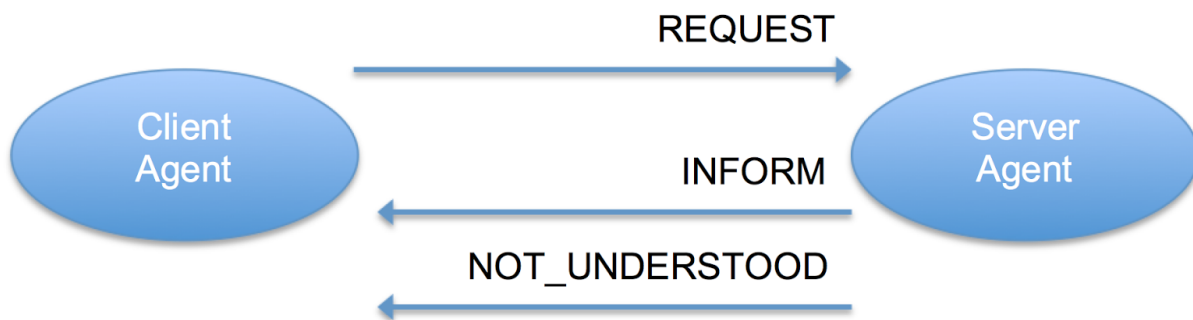 REQUEST
Client
Agent
Server
Agent
INFORM
NOT_UNDERSTOOD